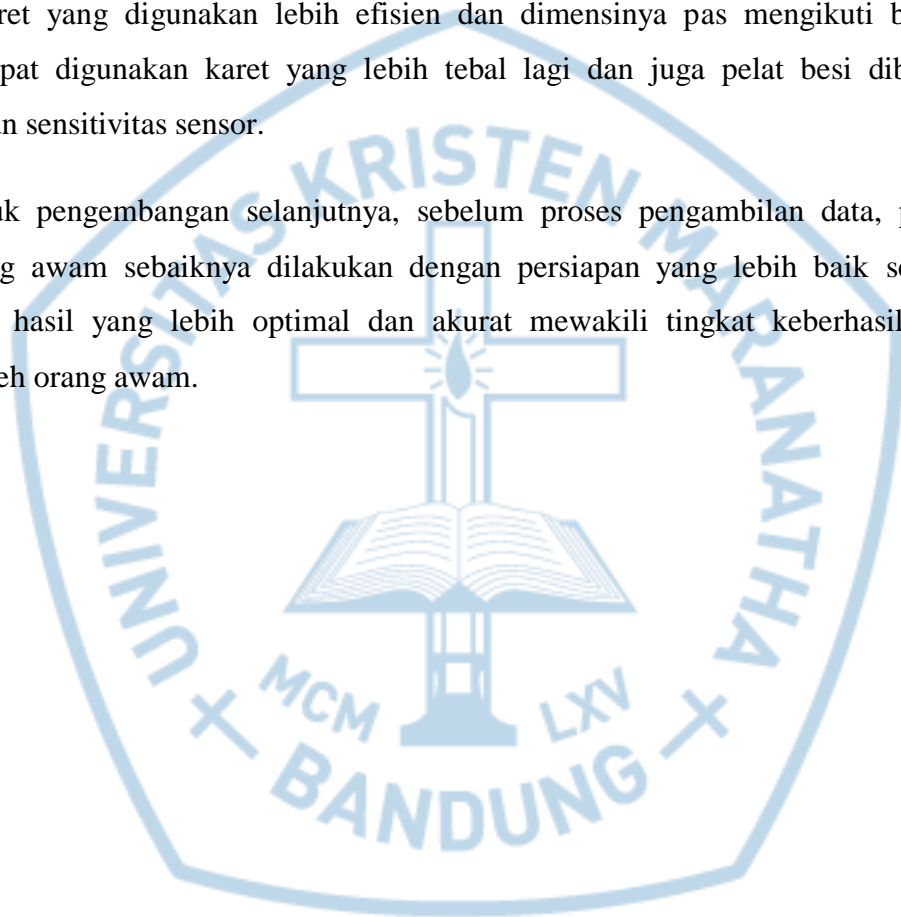 ret yang digunakan lebih efisien dan dimensinya pas mengikuti b
pat digunakan karet yang lebih tebal lagi dan juga pelat besi dib
n sensitivitas sensor.
uk pengembangan selanjutnya, sebelum proses pengambilan data, p
g awam sebaiknya dilakukan dengan persiapan yang lebih baik se
hasil yang lebih optimal dan akurat mewakili tingkat keberhasil
eh orang awam.
UNIVERSITAS KRISTEN MARANATHA
MCM LXV
BANDUNG